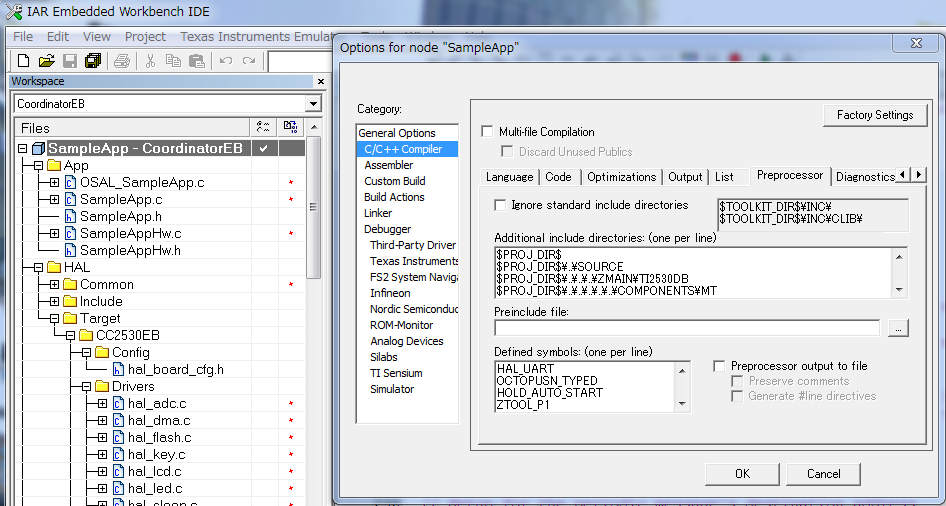 IAR Embedded Workbench IDE
File Edit View Project Texas Instruments Emulat
Workspace
CoordinatorEB
Files
SampleApp - CoordinatorEB
App
OSAL_SampleApp.c
SampleApp.c
SampleApp.h
SampleAppHw.c
SampleAppHw.h
HAL
Common
Include
Target
CC2530EB
Config
hal_board_cfg.h
Drivers
hal_adc.c
hal_dma.c
hal_flash.c
hal_key.c
hal_lcd.c
hal_led.c
hal_sleep.c
Options for node "SampleApp"
Category:
General Options
C/C++ Compiler
Assembler
Custom Build
Build Actions
Linker
Debugger
Third-Party Driver
Texas Instruments
FS2 System Naviga
Infineon
Nordic Semiconduc
ROM-Monitor
Analog Devices
Silabs
TI Sensium
Simulator
Factory Settings
Multi-file Compilation
Discard Unused Publics
Language Code Optimizations Output List Preprocessor Diagnostics
Ignore standard include directories
$TOOLKIT_DIR$¥INC¥
$TOOLKIT_DIR$¥INC¥CLIB¥
Additional include directories: (one per line)
$PROJ_DIR$
$PROJ_DIR$¥.¥SOURCE
$PROJ_DIR$¥.¥.¥.¥ZMAIN¥TI2530DB
$PROJ_DIR$¥.¥.¥.¥.¥.¥COMPONENTS¥MT
Preinclude file:
...
Defined symbols: (one per line)
HAL_UART
OCTOPUSN_TYPED
HOLD_AUTO_START
ZTOOL_P1
Preprocessor output to file
Preserve comments
Generate #line directives
OK Cancel